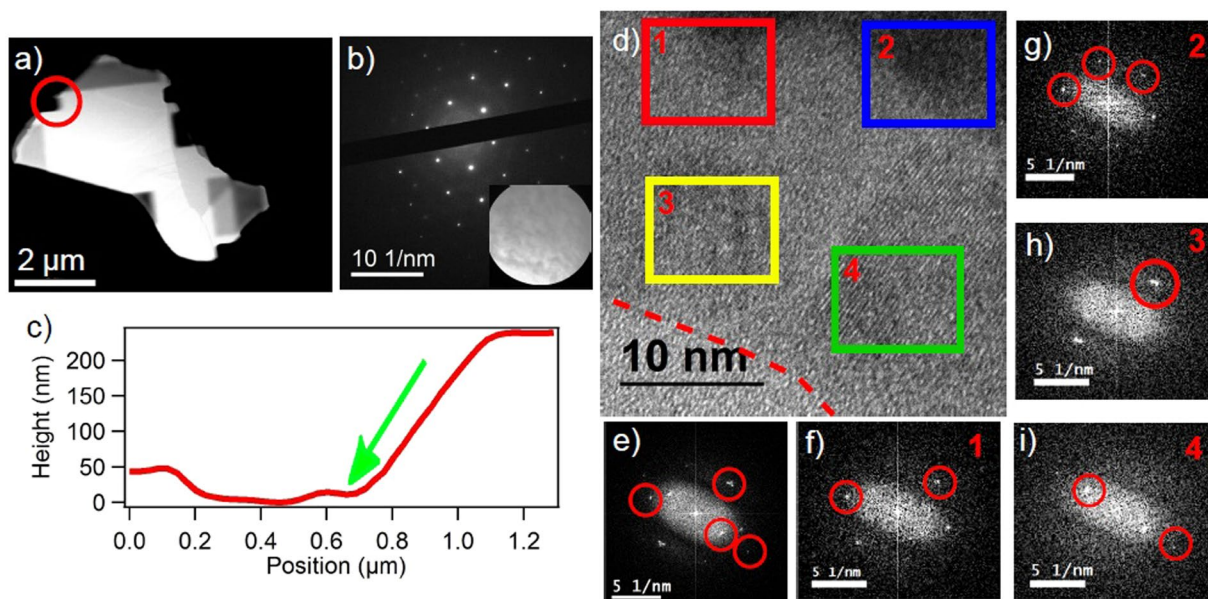 a)
2 µm
b)
10 1/nm
c)
Height (nm)
200
150
100
50
0
0.0 0.2 0.4 0.6 0.8 1.0 1.2
Position (µm)
d)
1
2
3
4
10 nm
e)
5 1/nm
f)
1
5 1/nm
g)
2
5 1/nm
h)
3
5 1/nm
i)
4
5 1/nm